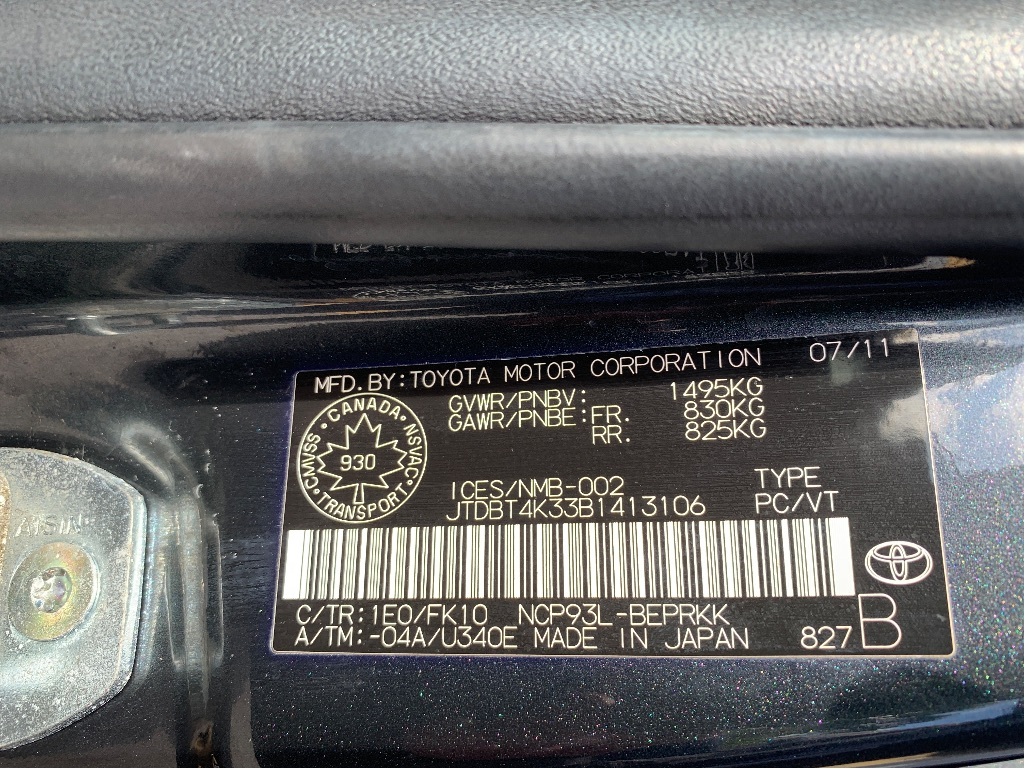 MFD. BY: TOYOTA MOTOR CORPORATION 07/11
GVWR/PNBV: 1495KG
GAWR/PNBE: FR. 830KG
RR. 825KG
CANADA
CMVSS NSVAC
930
TRANSPORT
ICES/NMB-002 TYPE
JTDBT4K33B1413106 PC/VT
C/TR: 1E0/FK10 NCP93L-BEPRKK
A/TM: -04A/U340E MADE IN JAPAN 827 B
AISIN